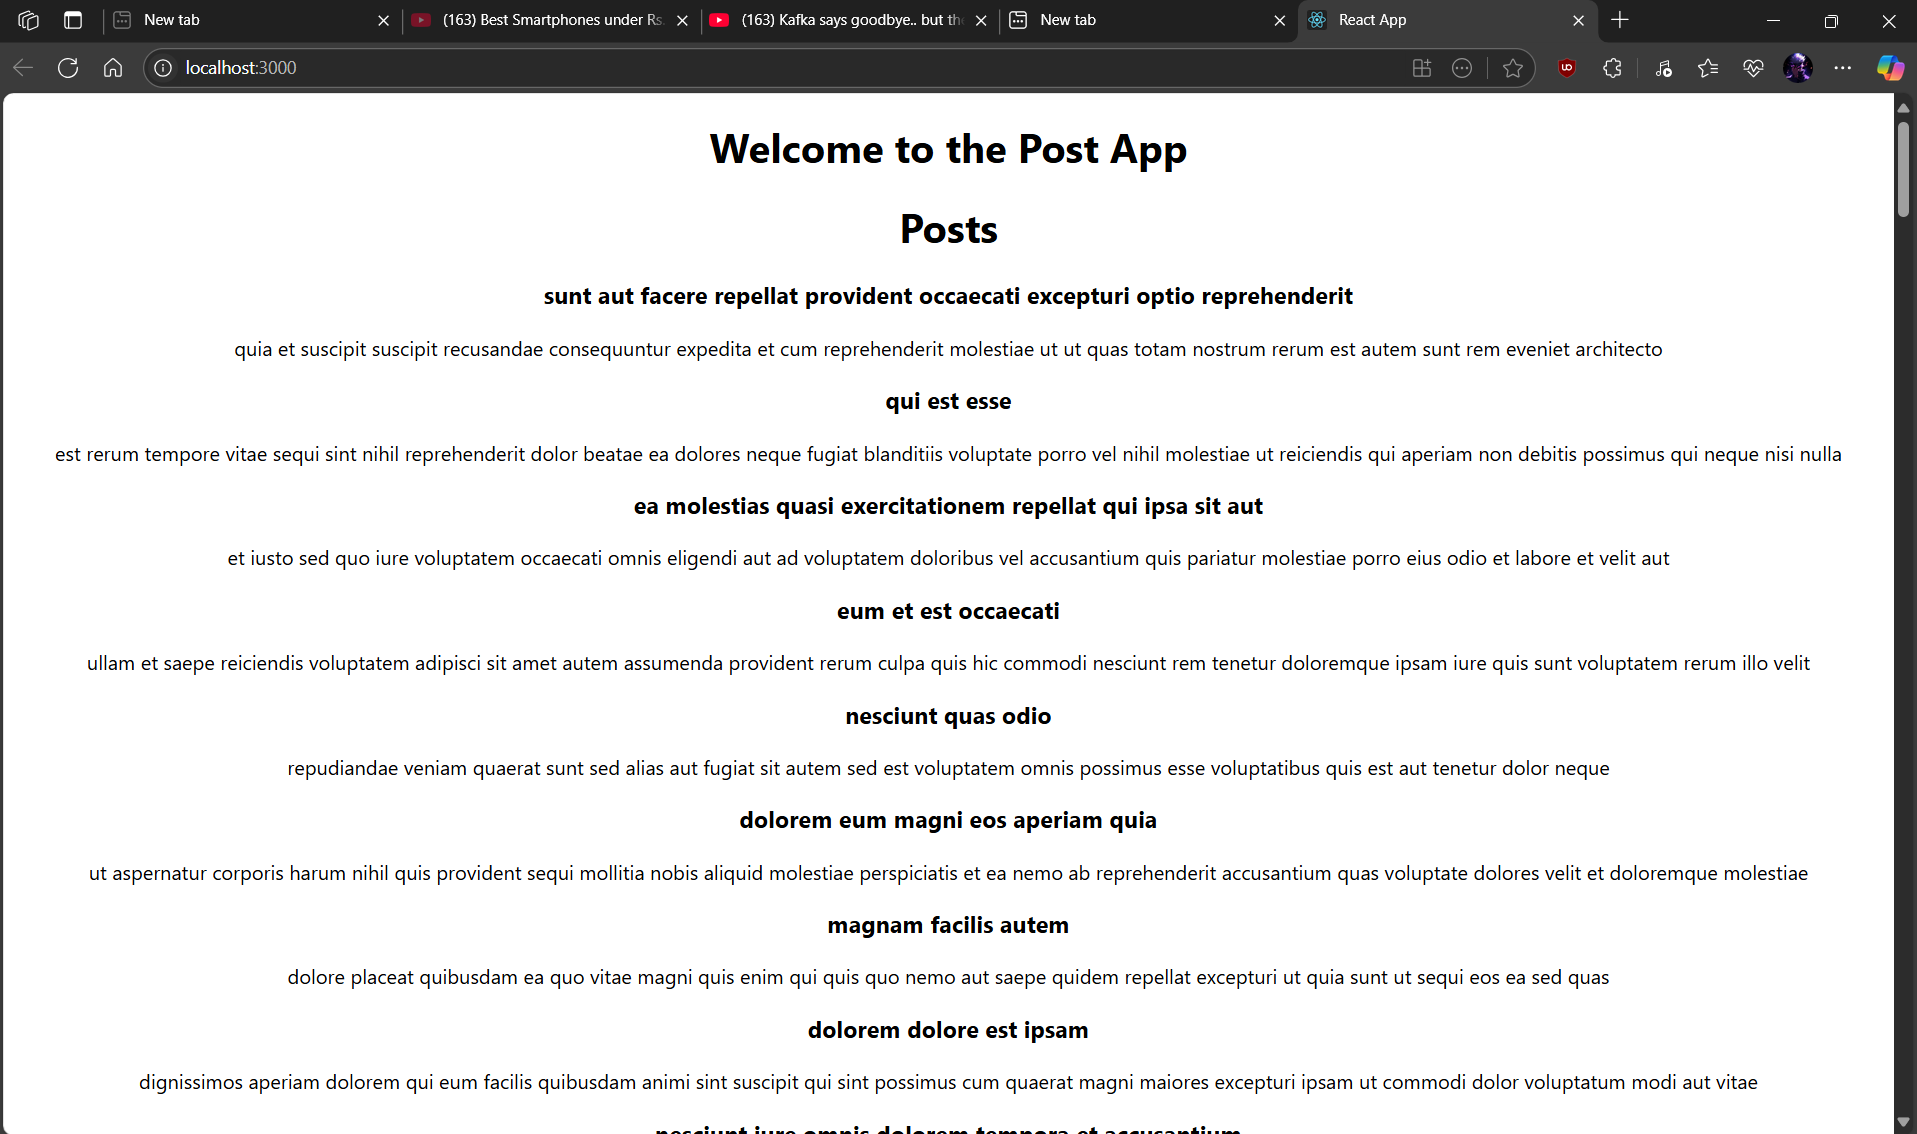 New tab
(163) Best Smartphones under Rs.
(163) Kafka says goodbye.. but the
New tab
React App
localhost:3000
Welcome to the Post App
Posts
sunt aut facere repellat provident occaecati excepturi optio reprehenderit
quia et suscipit suscipit recusandae consequuntur expedita et cum reprehenderit molestiae ut ut quas totam nostrum rerum est autem sunt rem eveniet architecto
qui est esse
est rerum tempore vitae sequi sint nihil reprehenderit dolor beatae ea dolores neque fugiat blanditiis voluptate porro vel nihil molestiae ut reiciendis qui aperiam non debitis possimus qui neque nisi nulla
ea molestias quasi exercitationem repellat qui ipsa sit aut
et iusto sed quo iure voluptatem occaecati omnis eligendi aut ad voluptatem doloribus vel accusantium quis pariatur molestiae porro eius odio et labore et velit aut
eum et est occaecati
ullam et saepe reiciendis voluptatem adipisci sit amet autem assumenda provident rerum culpa quis hic commodi nesciunt rem tenetur doloremque ipsam iure quis sunt voluptatem rerum illo velit
nesciunt quas odio
repudiandae veniam quaerat sunt sed alias aut fugiat sit autem sed est voluptatem omnis possimus esse voluptatibus quis est aut tenetur dolor neque
dolorem eum magni eos aperiam quia
ut aspernatur corporis harum nihil quis provident sequi mollitia nobis aliquid molestiae perspiciatis et ea nemo ab reprehenderit accusantium quas voluptate dolores velit et doloremque molestiae
magnam facilis autem
dolore placeat quibusdam ea quo vitae magni quis enim qui quis quo nemo aut saepe quidem repellat excepturi ut quia sunt ut sequi eos ea sed quas
dolorem dolore est ipsam
dignissimos aperiam dolorem qui eum facilis quibusdam animi sint suscipit qui sint possimus cum quaerat magni maiores excepturi ipsam ut commodi dolor voluptatum modi aut vitae
nesciunt iure omnis dolorem tempora et accusantium